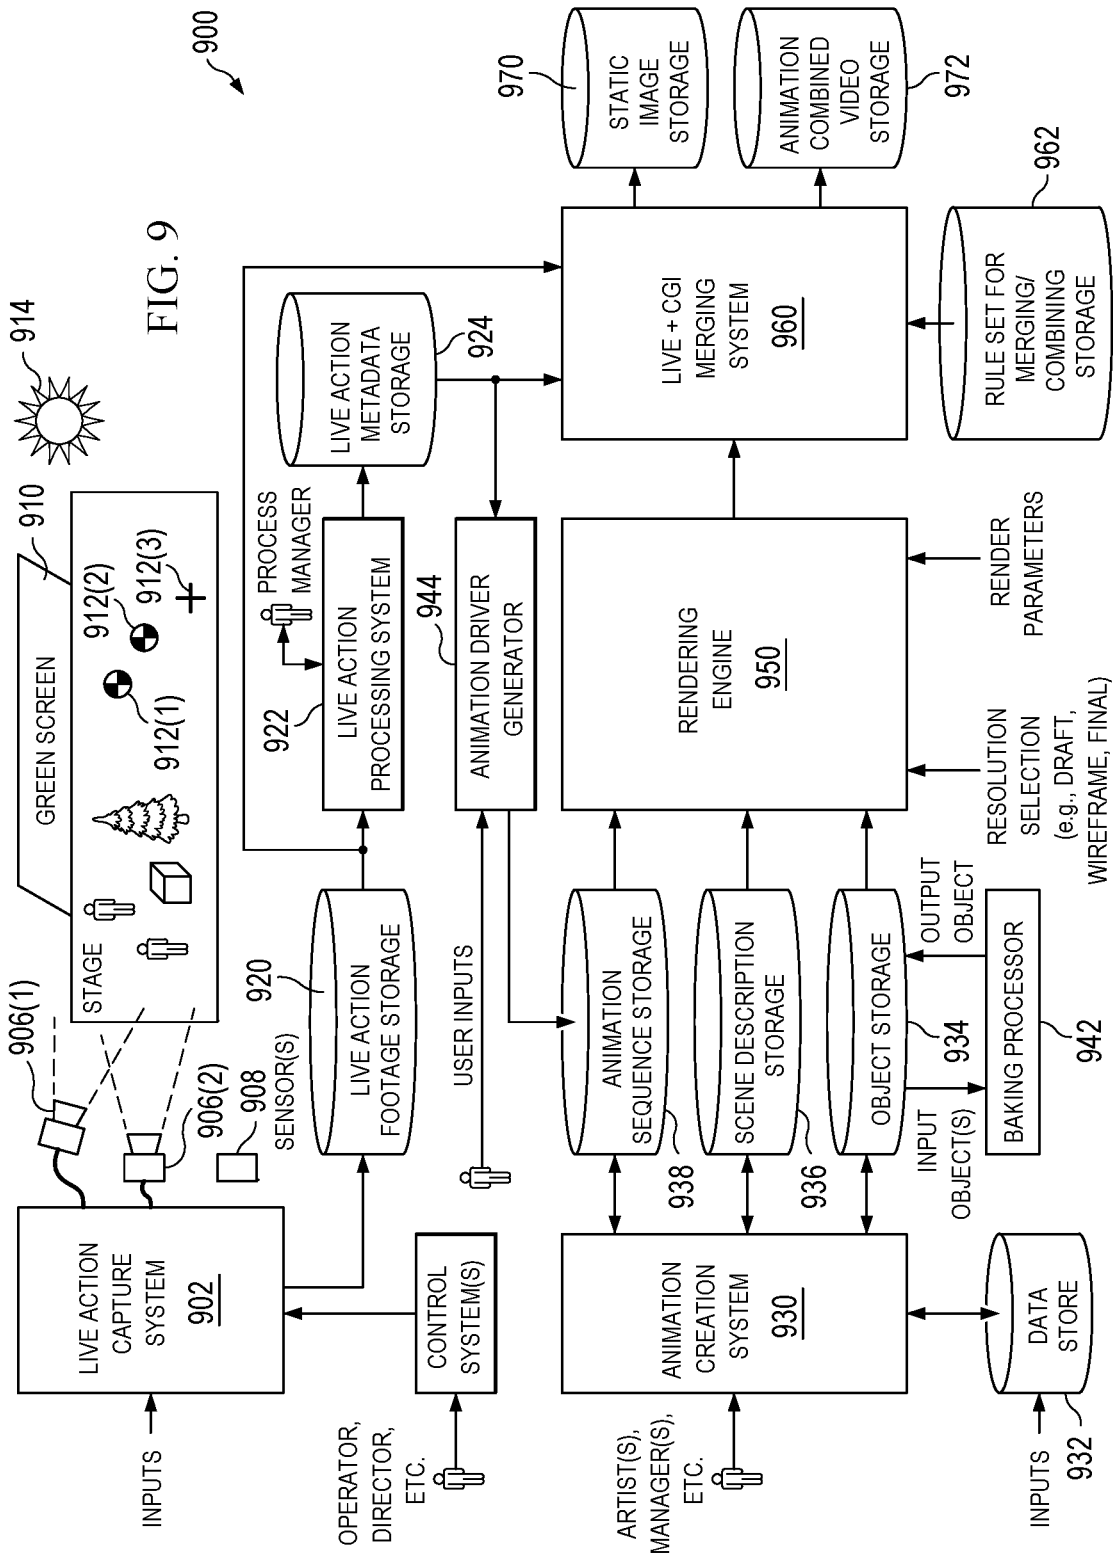 900
914
FIG. 9
910
GREEN SCREEN
STAGE
912(1)
912(2)
912(3)
906(1)
906(2)
908
SENSOR(S)
INPUTS
LIVE ACTION
CAPTURE
SYSTEM
902
OPERATOR,
DIRECTOR,
ETC.
CONTROL
SYSTEM(S)
920
LIVE ACTION
FOOTAGE STORAGE
922
LIVE ACTION
PROCESSING SYSTEM
PROCESS
MANAGER
LIVE ACTION
METADATA
STORAGE
924
USER INPUTS
944
ANIMATION DRIVER
GENERATOR
ARTIST(S),
MANAGER(S),
ETC.
ANIMATION
CREATION
SYSTEM
930
INPUTS
DATA
STORE
932
ANIMATION
SEQUENCE STORAGE
938
SCENE DESCRIPTION
STORAGE
936
OBJECT STORAGE
934
INPUT
OBJECT(S)
OUTPUT
OBJECT
BAKING PROCESSOR
942
RENDERING
ENGINE
950
RESOLUTION
SELECTION
(e.g., DRAFT,
WIREFRAME, FINAL)
RENDER
PARAMETERS
LIVE + CGI
MERGING
SYSTEM
960
RULE SET FOR
MERGING/
COMBINING
STORAGE
962
970
STATIC
IMAGE
STORAGE
ANIMATION
COMBINED
VIDEO
STORAGE
972